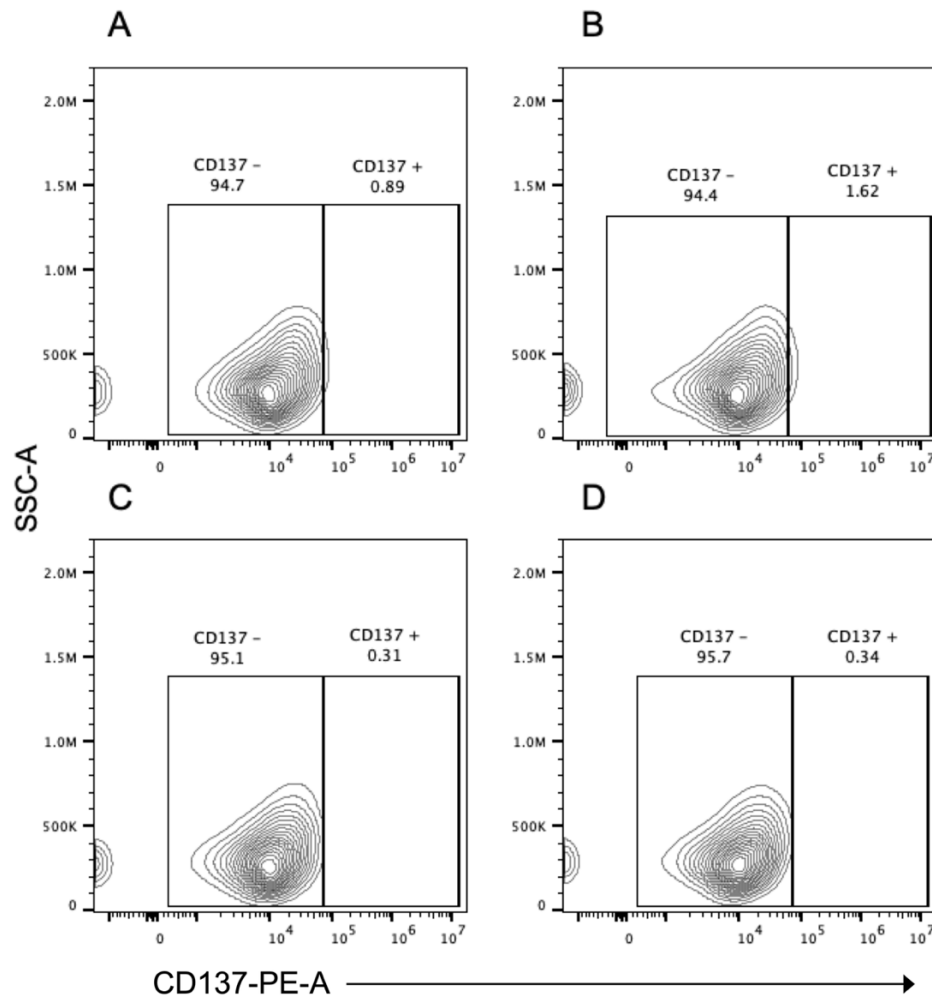 A
B
2.0M
1.5M
1.0M
500K
0
CD137 -
94.7
CD137 +
0.89
0
10^4
10^5
10^6
10^7
2.0M
1.5M
1.0M
500K
0
CD137 -
94.4
CD137 +
1.62
0
10^4
10^5
10^6
10^7
SSC-A
C
D
2.0M
1.5M
1.0M
500K
0
CD137 -
95.1
CD137 +
0.31
0
10^4
10^5
10^6
10^7
2.0M
1.5M
1.0M
500K
0
CD137 -
95.7
CD137 +
0.34
0
10^4
10^5
10^6
10^7
CD137-PE-A